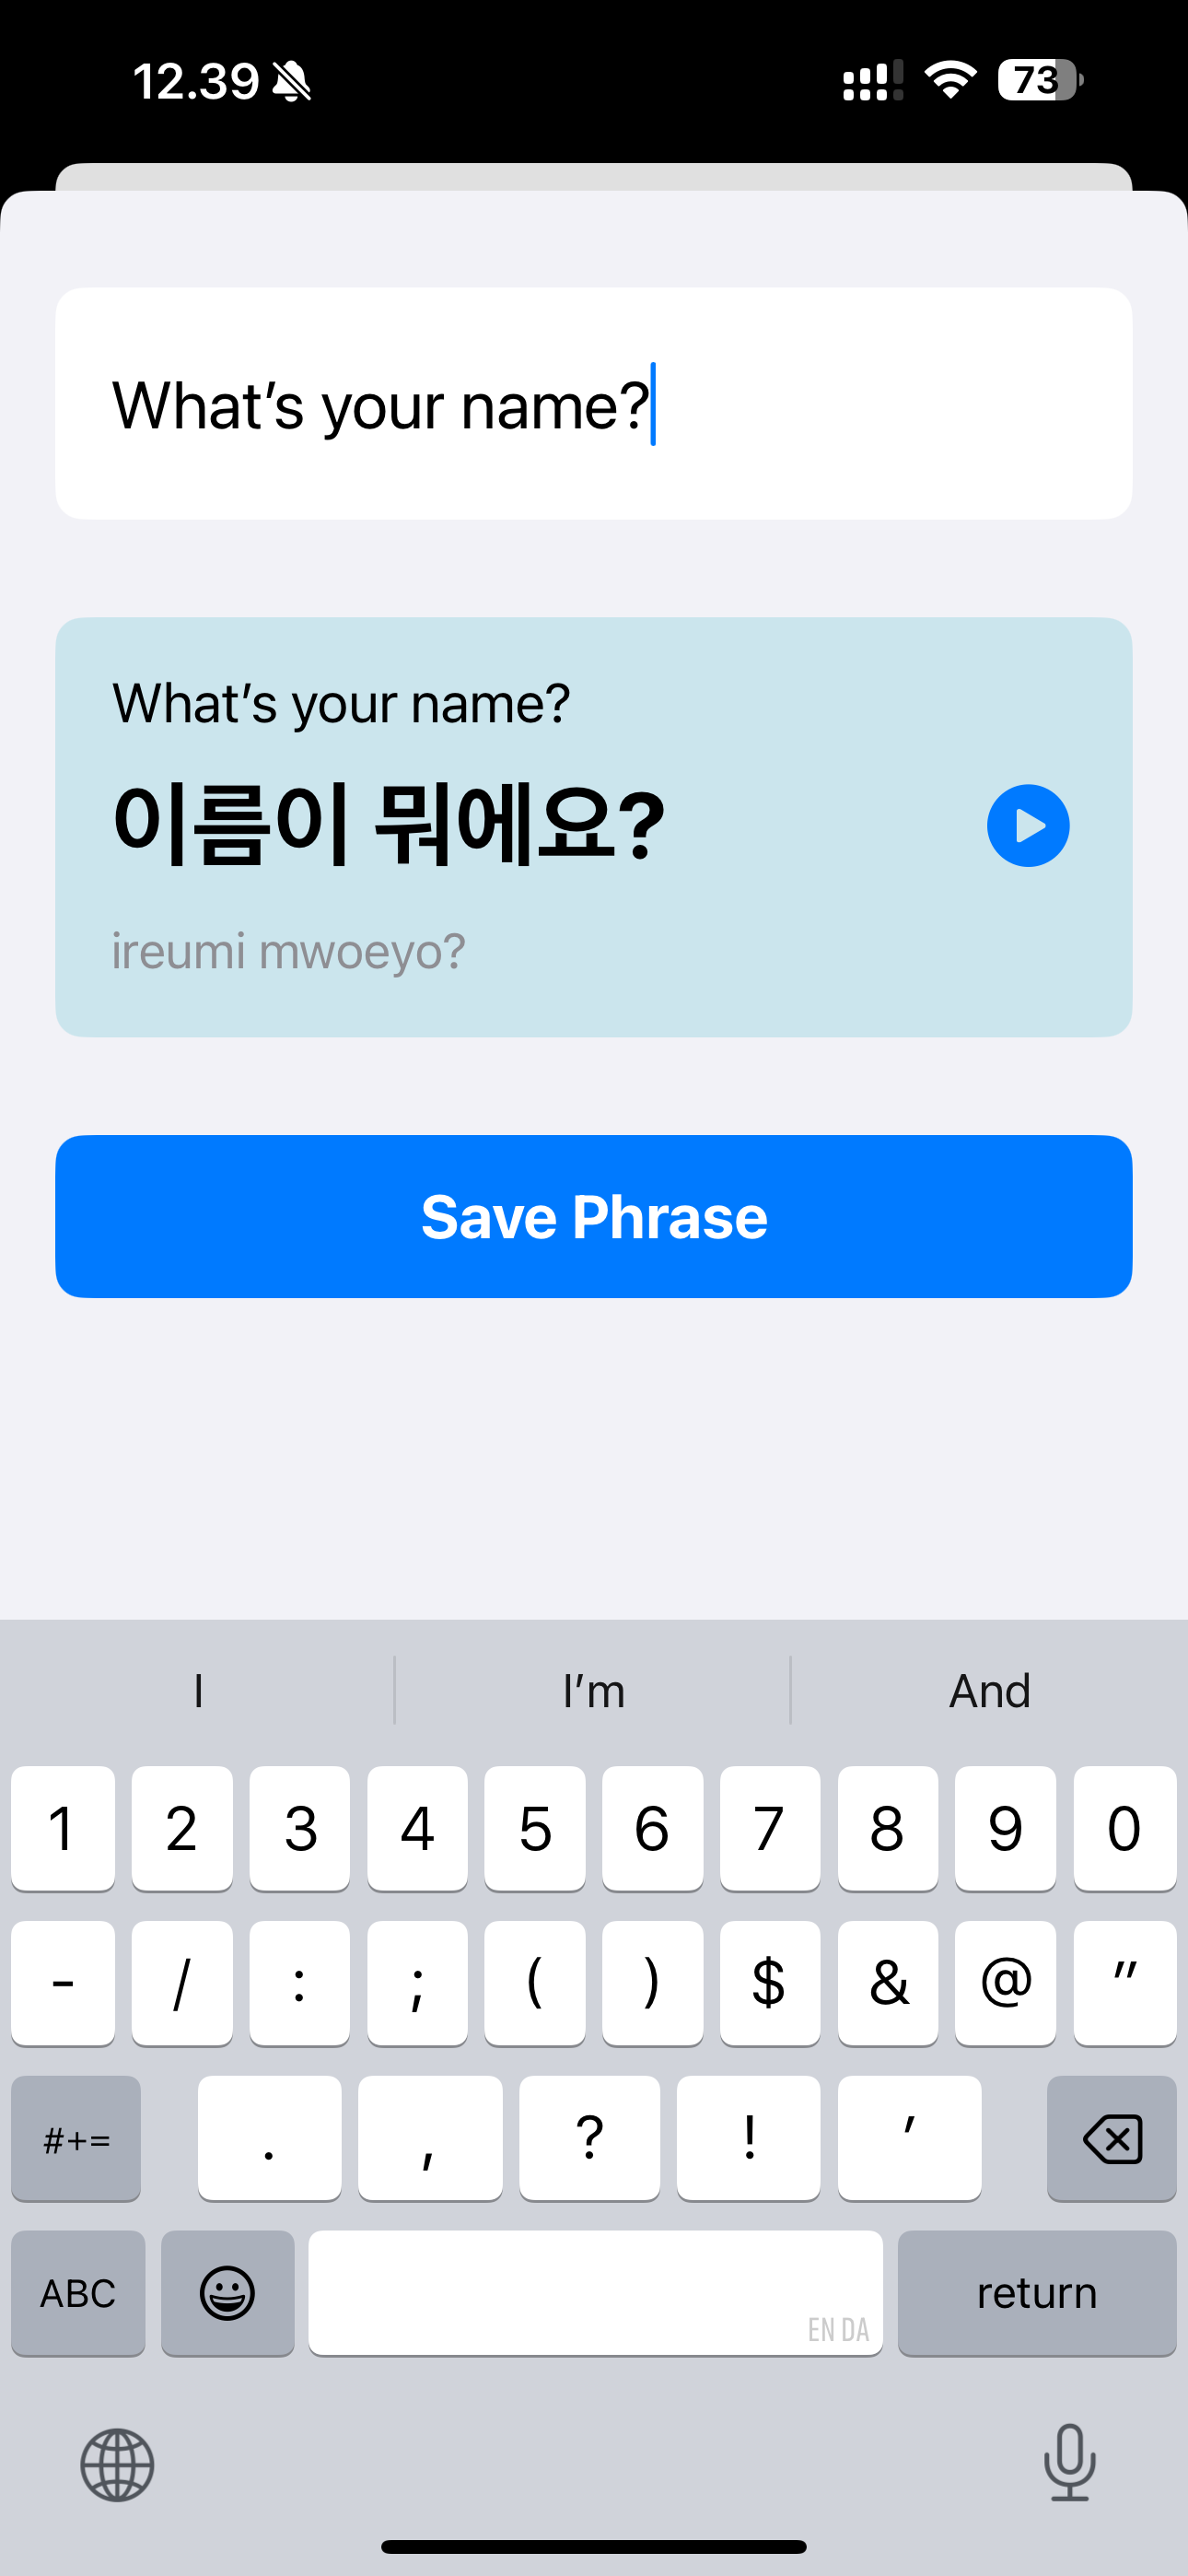 12.39
73
What’s your name?
What’s your name?
이름이 뭐에요?
ireumi mwoeyo?
Save Phrase
I I’m And
1 2 3 4 5 6 7 8 9 0
- / : ; ( ) $ & @ "
#+= . , ? ! ’
ABC EN DA return